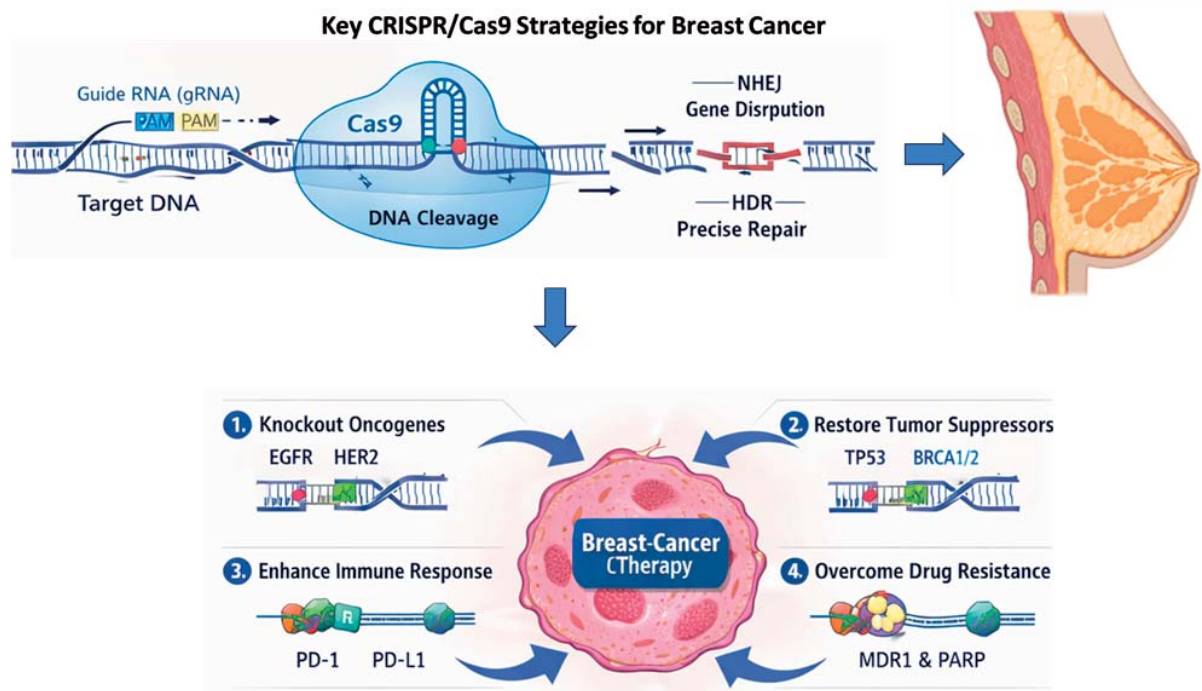 Key CRISPR/Cas9 Strategies for Breast Cancer
Guide RNA (gRNA)
PAM PAM
Cas9
Target DNA
DNA Cleavage
NHEJ
Gene Disrpution
HDR
Precise Repair
1. Knockout Oncogenes
EGFR HER2
2. Restore Tumor Suppressors
TP53 BRCA1/2
Breast-Cancer
CTherapy
3. Enhance Immune Response
R
PD-1 PD-L1
4. Overcome Drug Resistance
MDR1 & PARP